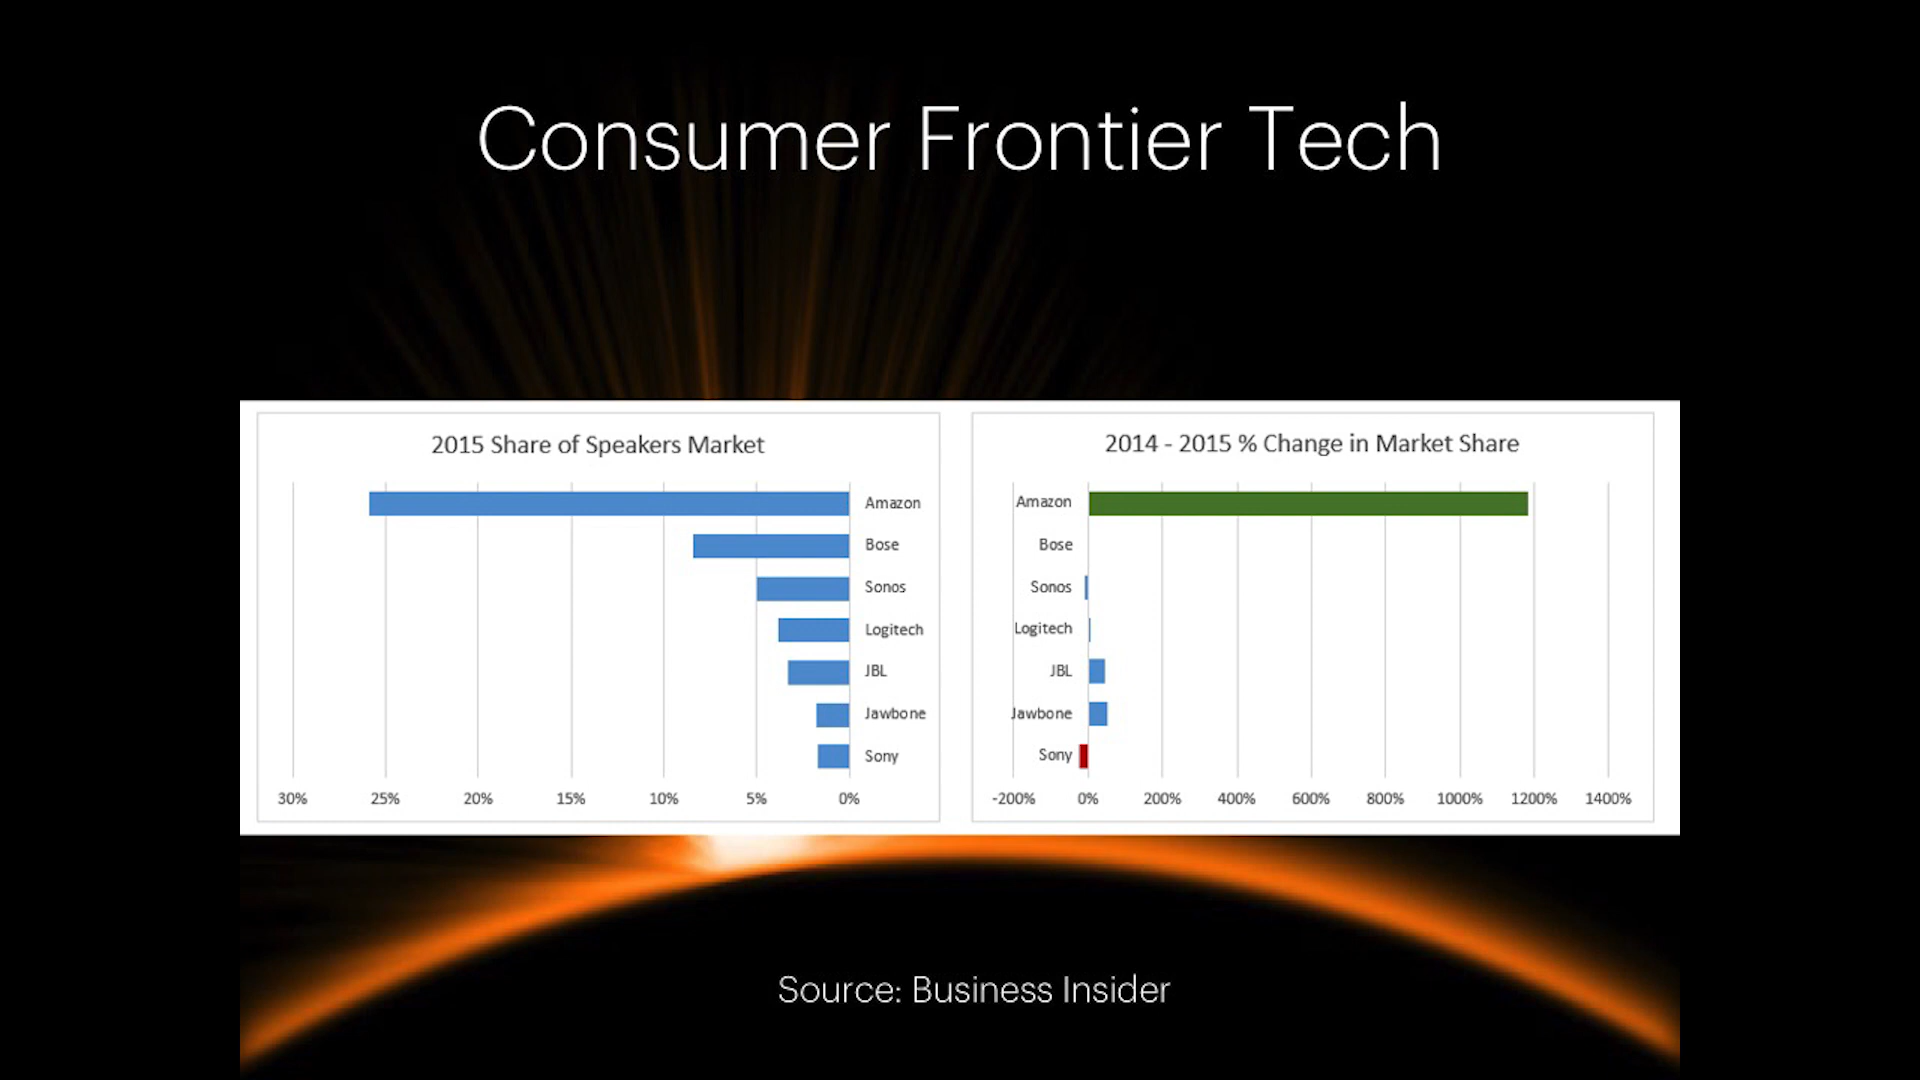 Consumer Frontier Tech
2015 Share of Speakers Market
Amazon
Bose
Sonos
Logitech
JBL
Jawbone
Sony
30% 25% 20% 15% 10% 5% 0%
2014 - 2015 % Change in Market Share
Amazon
Bose
Sonos
Logitech
JBL
Jawbone
Sony
-200% 0% 200% 400% 600% 800% 1000% 1200% 1400%
Source: Business Insider